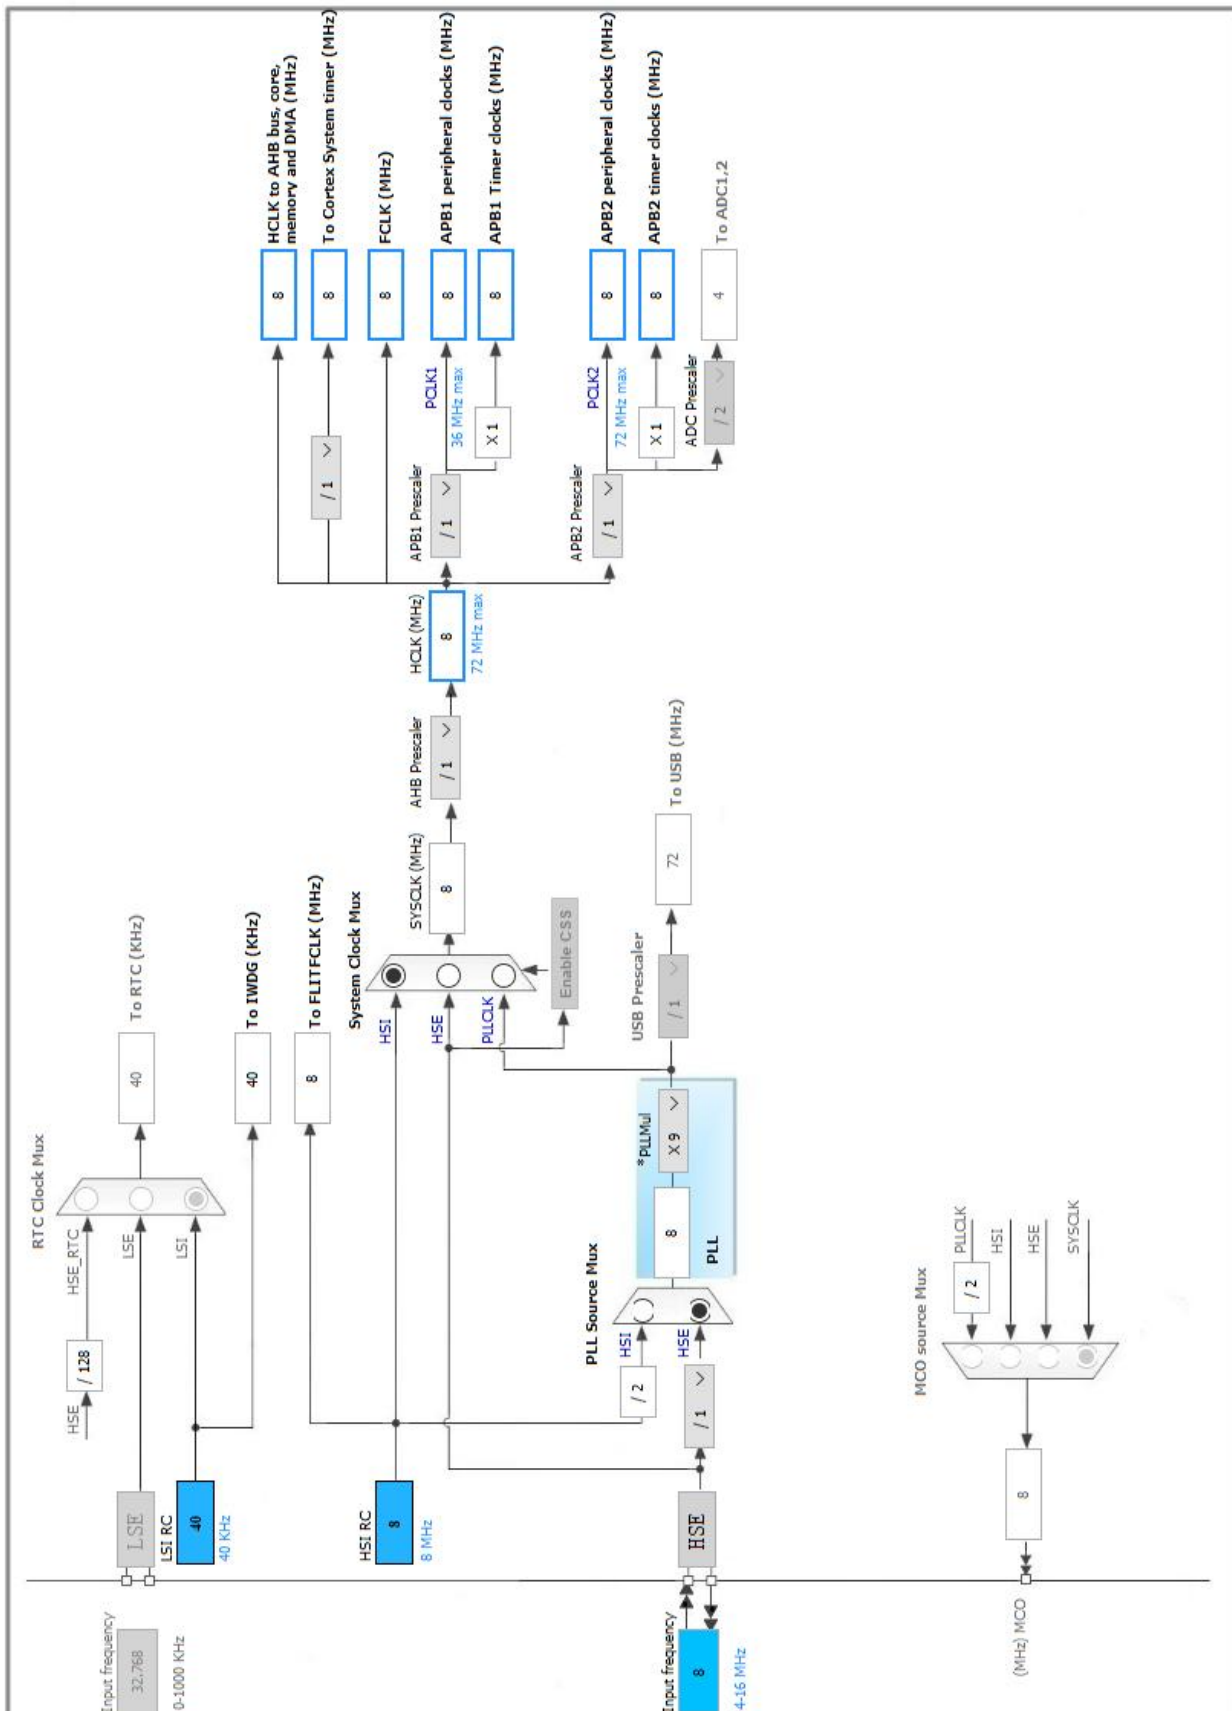 Input frequency
32.768
0-1000 KHz
LSE
LSI RC
40
40 KHz
HSE
/ 128
HSE_RTC
LSE
LSI
RTC Clock Mux
40
To RTC (KHz)
40
To IWDG (KHz)
HSI RC
8
8 MHz
8
To FLITFCLK (MHz)
Input frequency
8
4-16 MHz
HSE
/ 2
/ 1
HSI
HSE
PLL Source Mux
8
*PLLMul
X 9
PLL
HSI
HSE
PLLCLK
System Clock Mux
Enable CSS
USB Prescaler
/ 1
72
To USB (MHz)
SYSCLK (MHz)
8
AHB Prescaler
/ 1
HCLK (MHz)
8
72 MHz max
8
HCLK to AHB bus, core,
memory and DMA (MHz)
/ 1
8
To Cortex System timer (MHz)
8
FCLK (MHz)
APB1 Prescaler
/ 1
PCLK1
36 MHz max
8
APB1 peripheral clocks (MHz)
X 1
8
APB1 Timer clocks (MHz)
APB2 Prescaler
/ 1
PCLK2
72 MHz max
8
APB2 peripheral clocks (MHz)
X 1
8
APB2 timer clocks (MHz)
ADC Prescaler
/ 2
4
To ADC1,2
MCO source Mux
PLLCLK
/ 2
HSI
HSE
SYSCLK
8
(MHz) MCO